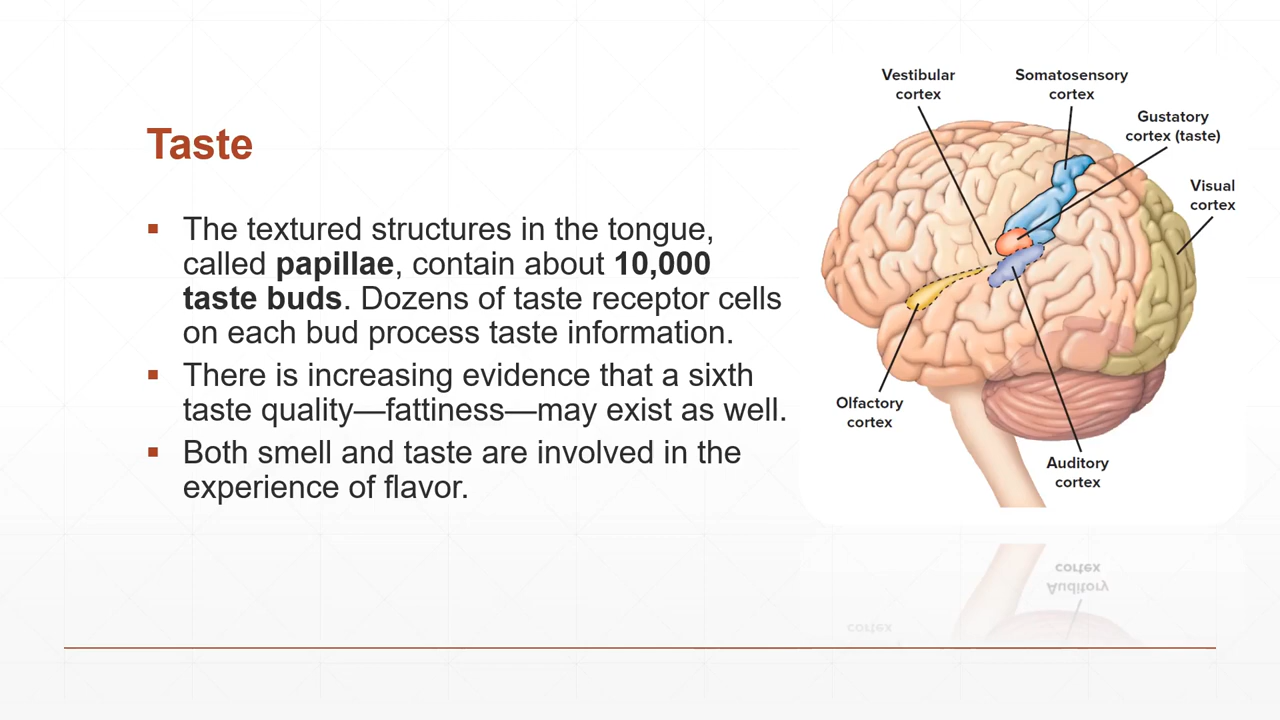 Taste
▪ The textured structures in the tongue,
called papillae, contain about 10,000
taste buds. Dozens of taste receptor cells
on each bud process taste information.
▪ There is increasing evidence that a sixth
taste quality—fattiness—may exist as well.
▪ Both smell and taste are involved in the
experience of flavor.
Vestibular
cortex
Somatosensory
cortex
Gustatory
cortex (taste)
Visual
cortex
Olfactory
cortex
Auditory
cortex